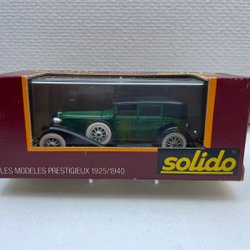 LES MODELES PRESTIGIEUX 1925/1940
solido